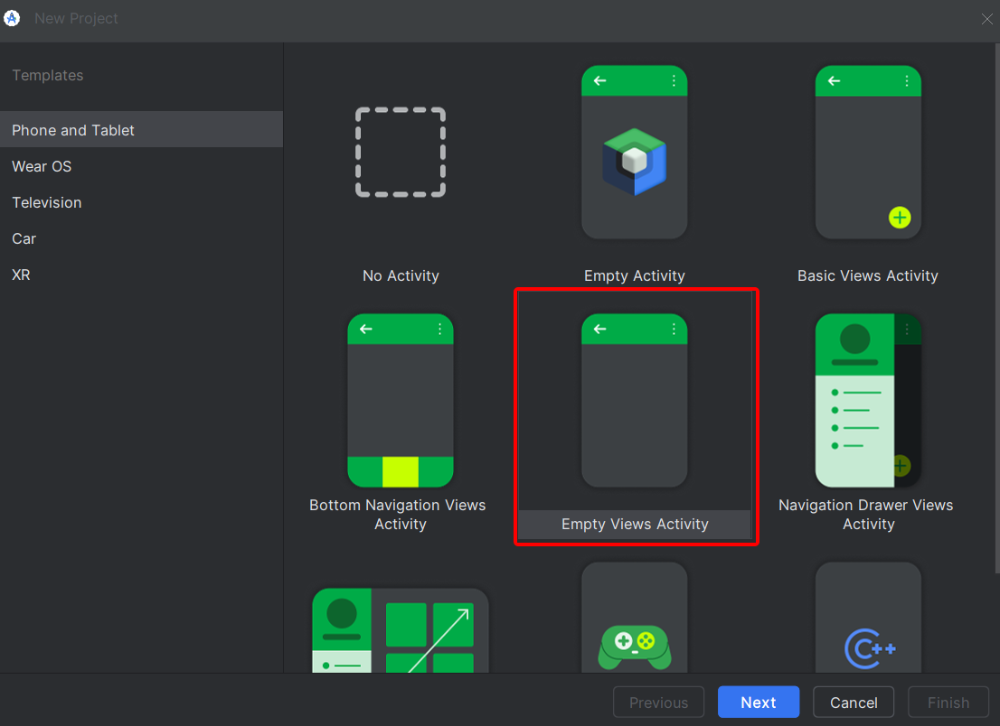 New Project
Templates
Phone and Tablet
Wear OS
Television
Car
XR
No Activity
Empty Activity
Basic Views Activity
Bottom Navigation Views
Activity
Empty Views Activity
Navigation Drawer Views
Activity
C++
Previous
Next
Cancel
Finish